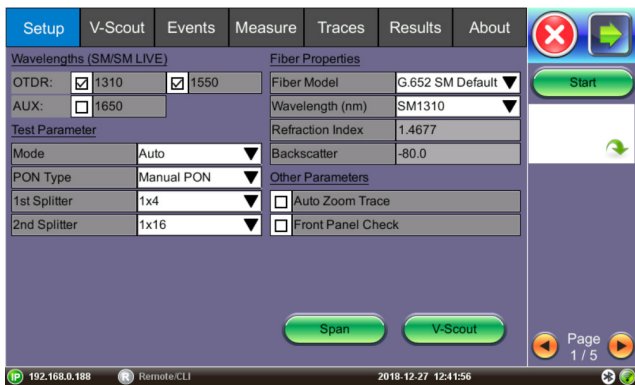 Setup V-Scout Events Measure Traces Results About
Wavelengths (SM/SM LIVE)
OTDR: 1310 1550
AUX: 1650
Test Parameter
Mode Auto
PON Type Manual PON
1st Splitter 1x4
2nd Splitter 1x16
Fiber Properties
Fiber Model G.652 SM Default
Wavelength (nm) SM1310
Refraction Index 1.4677
Backscatter -80.0
Other Parameters
Auto Zoom Trace
Front Panel Check
Span V-Scout
Start
Page
1 / 5
IP 192.168.0.188 R Remote/CLI 2018-12-27 12:41:56